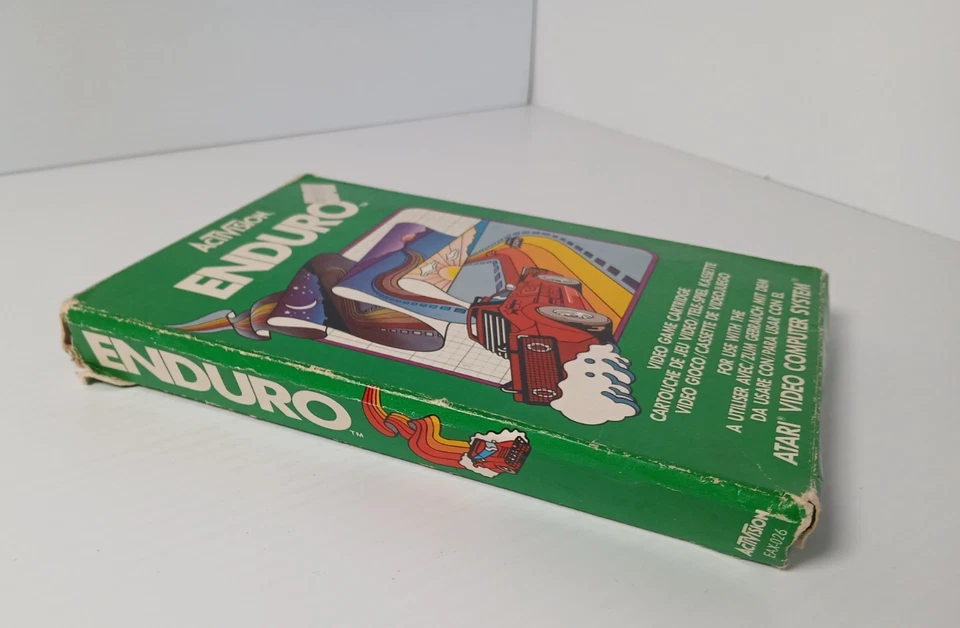 ACTIVISION
ENDURO™
VIDEO GAME CARTRIDGE
CARTOUCHE DE JEU VIDEO/TELE-SPIEL KASSETTE
VIDEO GIOCO/CASSETTE DE VIDEOJUEGO
FOR USE WITH THE
A UTILISER AVEC/ZUM GEBRAUCH MIT DEM
DA USARE CON/PARA USAR CON EL
ATARI® VIDEO COMPUTER SYSTEM®
ENDURO™
ACTIVISION
EAX-026